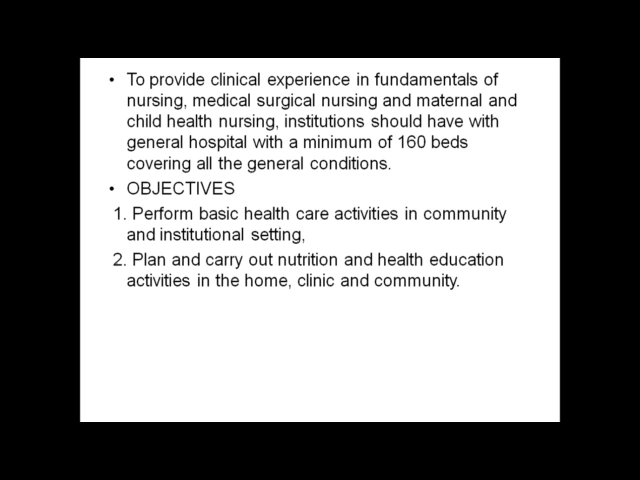 • To provide clinical experience in fundamentals of
nursing, medical surgical nursing and maternal and
child health nursing, institutions should have with
general hospital with a minimum of 160 beds
covering all the general conditions.
• OBJECTIVES
1. Perform basic health care activities in community
and institutional setting,
2. Plan and carry out nutrition and health education
activities in the home, clinic and community.